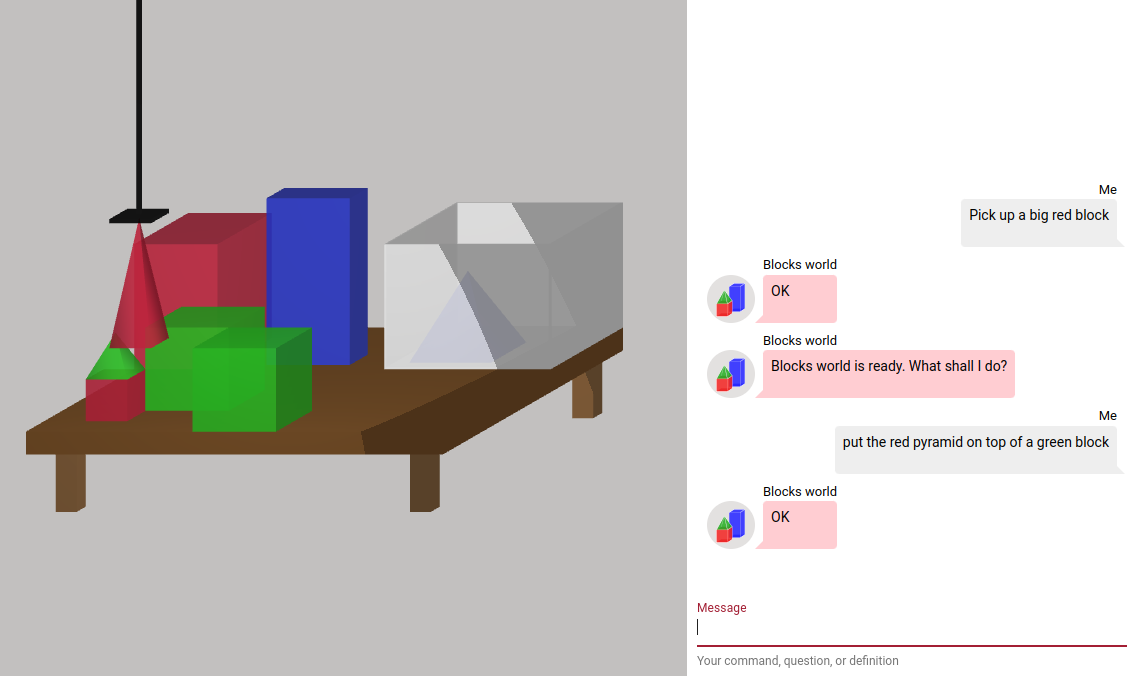 Me
Pick up a big red block
Blocks world
OK
Blocks world
Blocks world is ready. What shall I do?
Me
put the red pyramid on top of a green block
Blocks world
OK
Message
Your command, question, or definition